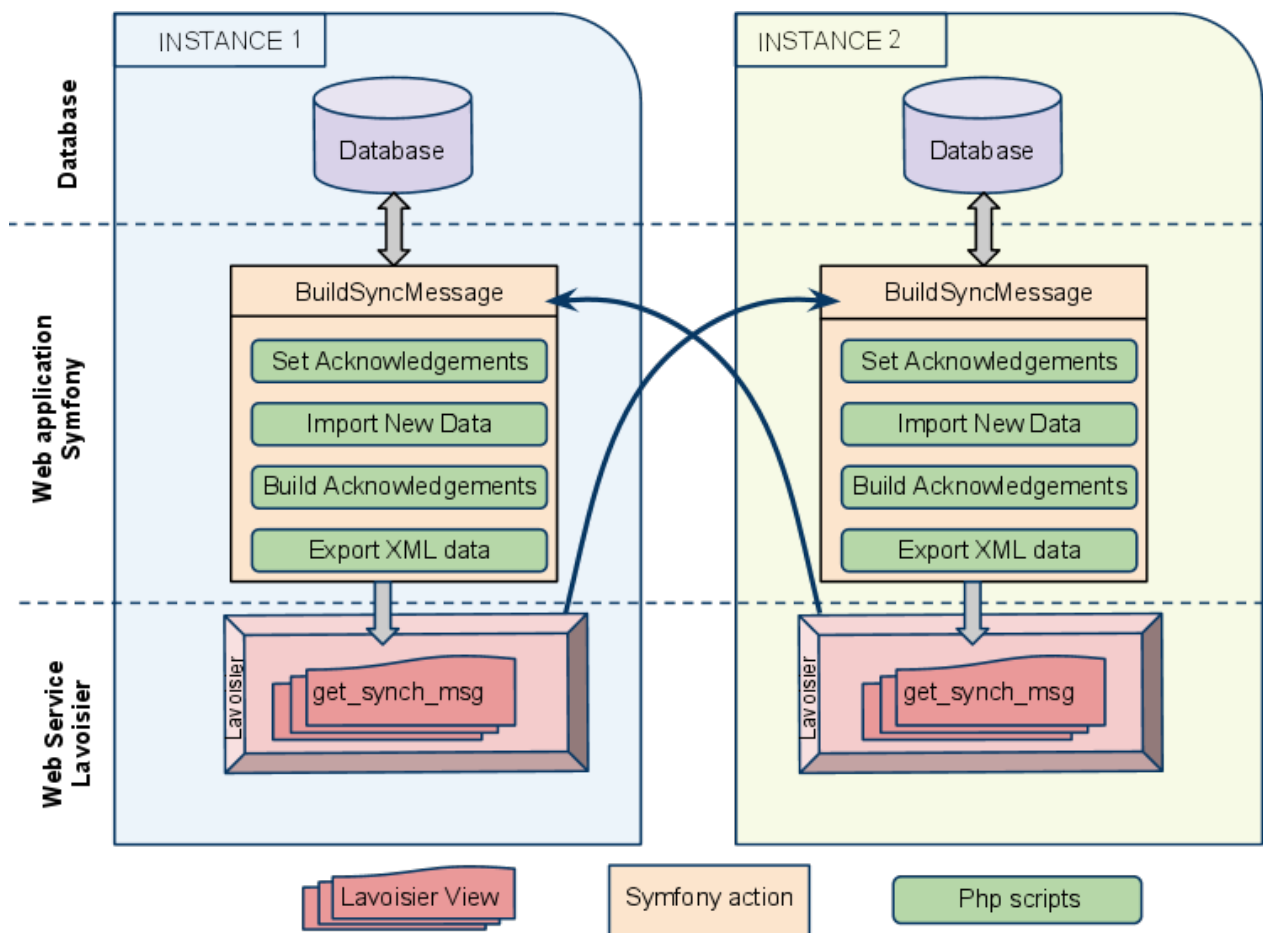 INSTANCE 1
INSTANCE 2
Database
Database
Database
Web application
Symfony
BuildSyncMessage
Set Acknowledgements
Import New Data
Build Acknowledgements
Export XML data
BuildSyncMessage
Set Acknowledgements
Import New Data
Build Acknowledgements
Export XML data
Web Service
Lavoisier
Lavoisier
get_synch_msg
Lavoisier
get_synch_msg
Lavoisier View
Symfony action
Php scripts